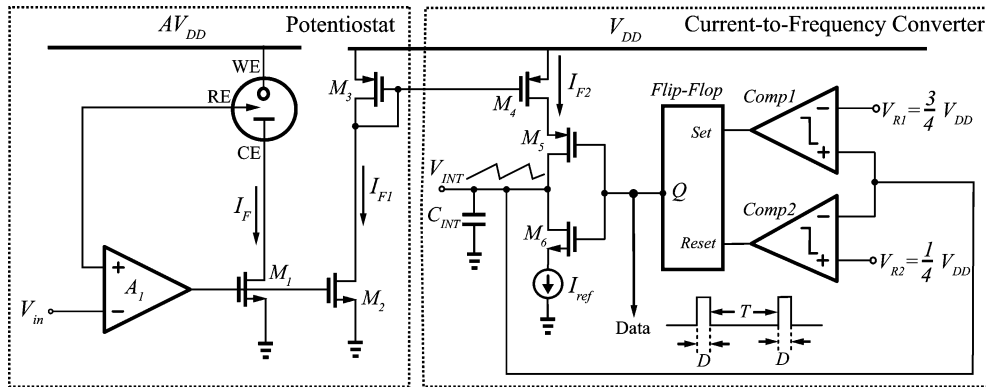 AV_DD
Potentiostat
V_DD
Current-to-Frequency Converter
WE
RE
CE
M_3
M_4
I_F2
Flip-Flop
Comp1
V_R1 = 3/4 V_DD
Set
M_5
V_INT
C_INT
I_F
I_F1
Q
Comp2
Reset
M_6
V_R2 = 1/4 V_DD
+
A_1
−
V_in
M_1
M_2
I_ref
Data
T
D
D
−
+
−
+